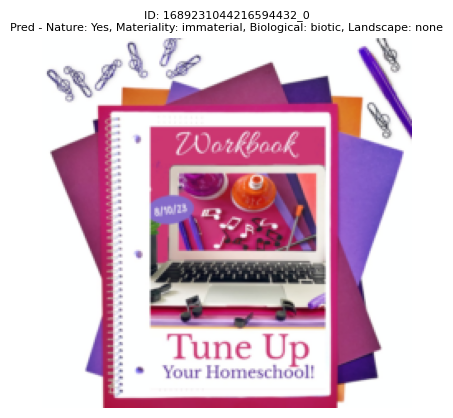 ID: 1689231044216594432_0
Pred - Nature: Yes, Materiality: immaterial, Biological: biotic, Landscape: none
Workbook
8/10/23
Tune Up
Your Homeschool!